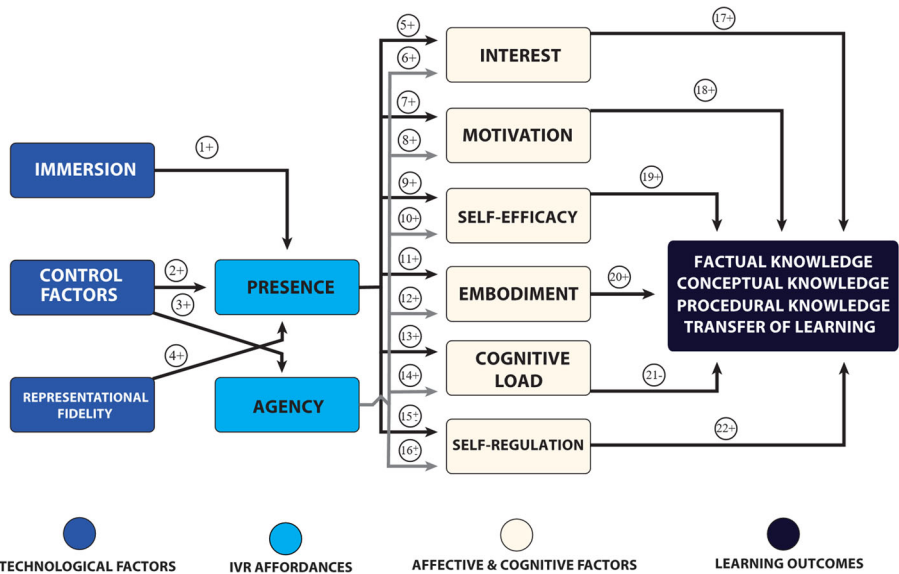 5+
17+
INTEREST
6+
7+
18+
MOTIVATION
8+
1+
IMMERSION
9+
19+
SELF-EFFICACY
10+
FACTUAL KNOWLEDGE
CONCEPTUAL KNOWLEDGE
PROCEDURAL KNOWLEDGE
TRANSFER OF LEARNING
11+
CONTROL
FACTORS
2+
3+
PRESENCE
EMBODIMENT
20+
12+
13+
4+
COGNITIVE
LOAD
14+
21-
REPRESENTATIONAL
FIDELITY
AGENCY
15±
22+
SELF-REGULATION
16±
TECHNOLOGICAL FACTORS
IVR AFFORDANCES
AFFECTIVE & COGNITIVE FACTORS
LEARNING OUTCOMES